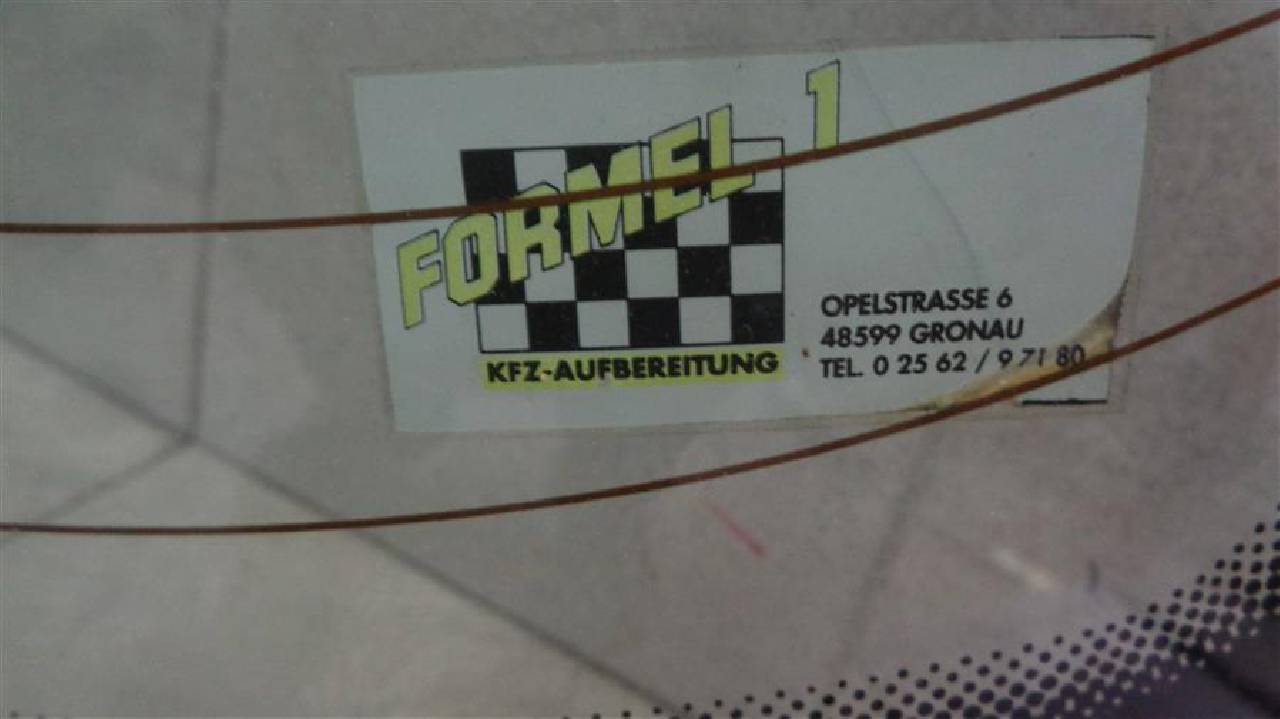 FORMEL 1
KFZ-AUFBEREITUNG
OPELSTRASSE 6
48599 GRONAU
TEL. 0 25 62 / 9 71 80